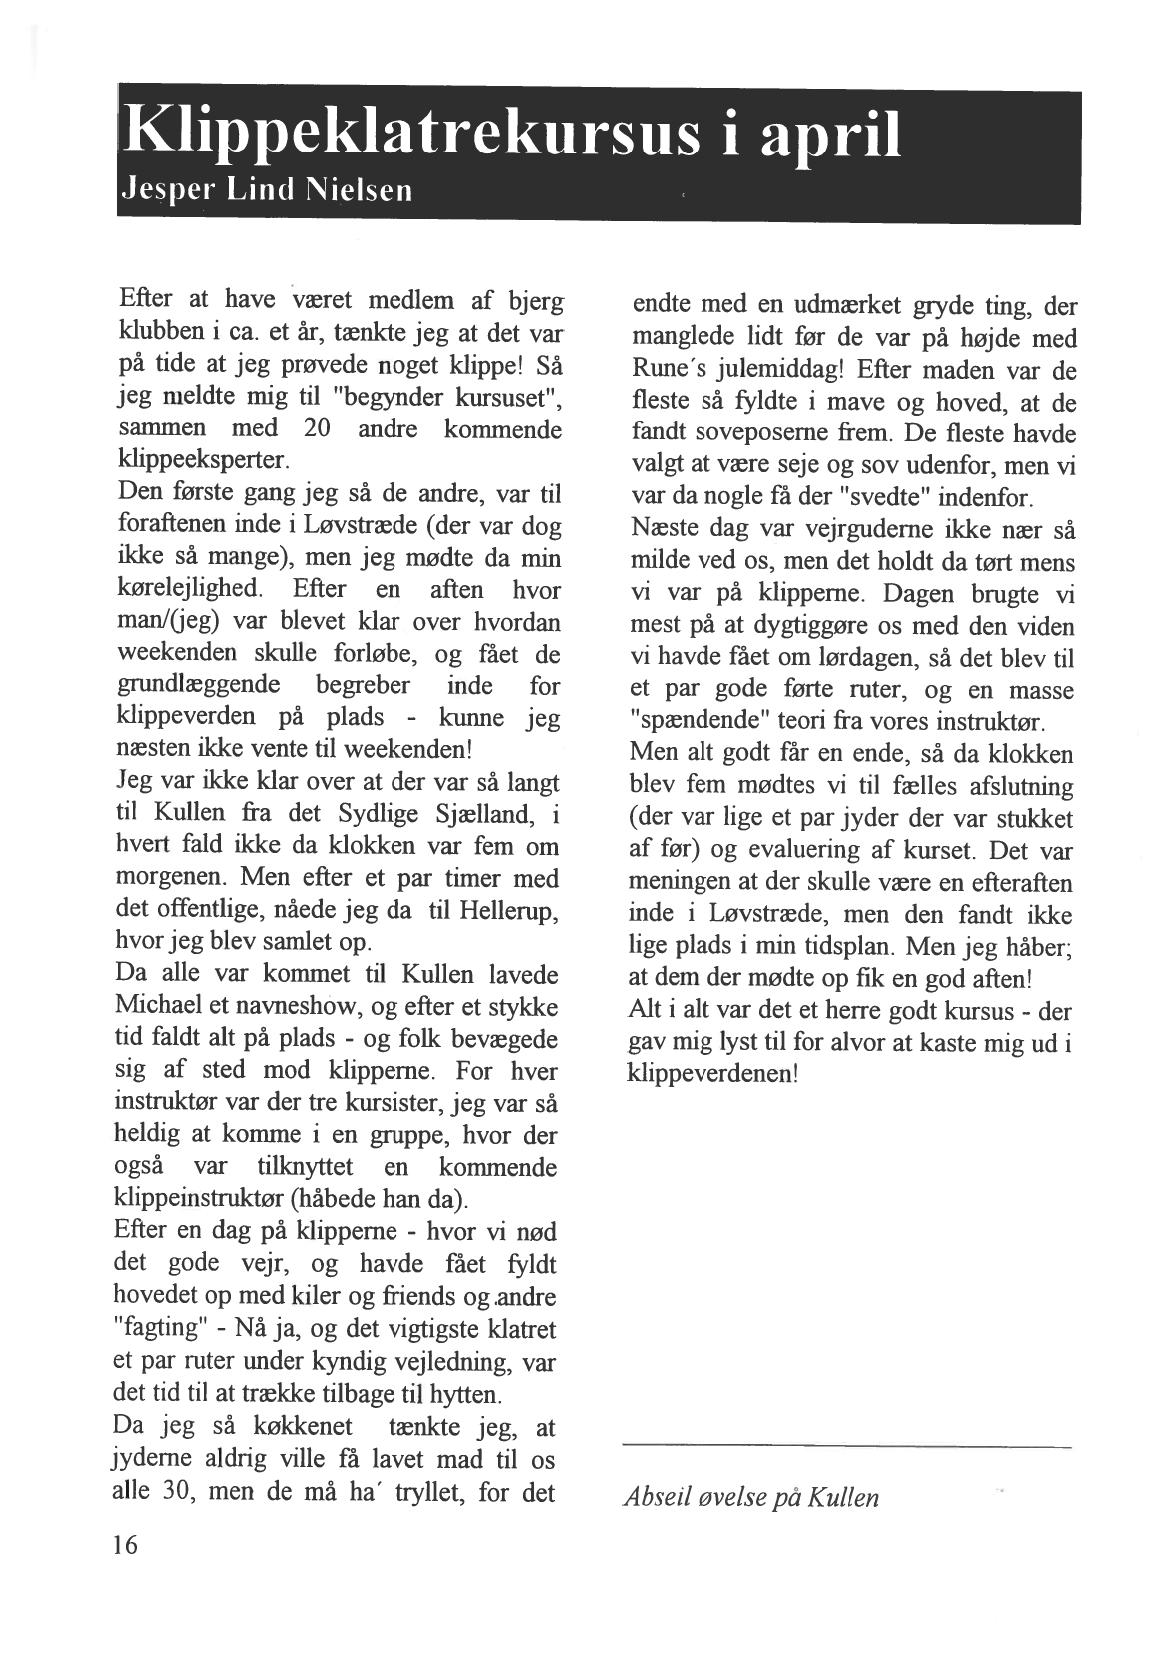 Klippeklatrekursus i april
Jesper Lind Nielsen
Efter at have været medlem af bjerg
klubben i ca. et år, tænkte jeg at det var
på tide at jeg prøvede noget klippe! Så
jeg meldte mig til "begynder kursuset",
sammen med 20 andre kommende
klippeeksperter.
Den første gang jeg så de andre, var til
foraftenen inde i Løvstræde (der var dog
ikke så mange), men jeg mødte da min
kørelejlighed. Efter en aften hvor
man/(jeg) var blevet klar over hvordan
weekenden skulle forløbe, og fået de
grundlæggende begreber inde for
klippeverden på plads - kunne jeg
næsten ikke vente til weekenden!
Jeg var ikke klar over at der var så langt
til Kullen fra det Sydlige Sjælland, i
hvert fald ikke da klokken var fem om
morgenen. Men efter et par timer med
det offentlige, nåede jeg da til Hellerup,
hvor jeg blev samlet op.
Da alle var kommet til Kullen lavede
Michael et navneshow, og efter et stykke
tid faldt alt på plads - og folk bevægede
sig af sted mod klipperne. For hver
instruktør var der tre kursister, jeg var så
heldig at komme i en gruppe, hvor der
også var tilknyttet en kommende
klippeinstruktør (håbede han da).
Efter en dag på klipperne - hvor vi nød
det gode vejr, og havde fået fyldt
hovedet op med kiler og friends og andre
"fagting" - Nå ja, og det vigtigste klatret
et par ruter under kyndig vejledning, var
det tid til at trække tilbage til hytten.
Da jeg så køkkenet tænkte jeg, at
jyderne aldrig ville få lavet mad til os
alle 30, men de må ha´ tryllet, for det
endte med en udmærket gryde ting, der
manglede lidt før de var på højde med
Rune´s julemiddag! Efter maden var de
fleste så fyldte i mave og hoved, at de
fandt soveposerne frem. De fleste havde
valgt at være seje og sov udenfor, men vi
var da nogle få der "svedte" indenfor.
Næste dag var vejrguderne ikke nær så
milde ved os, men det holdt da tørt mens
vi var på klipperne. Dagen brugte vi
mest på at dygtiggøre os med den viden
vi havde fået om lørdagen, så det blev til
et par gode førte ruter, og en masse
"spændende" teori fra vores instruktør.
Men alt godt får en ende, så da klokken
blev fem mødtes vi til fælles afslutning
(der var lige et par jyder der var stukket
af før) og evaluering af kurset. Det var
meningen at der skulle være en efteraften
inde i Løvstræde, men den fandt ikke
lige plads i min tidsplan. Men jeg håber;
at dem der mødte op fik en god aften!
Alt i alt var det et herre godt kursus - der
gav mig lyst til for alvor at kaste mig ud i
klippeverdenen!
Abseil øvelse på Kullen
16